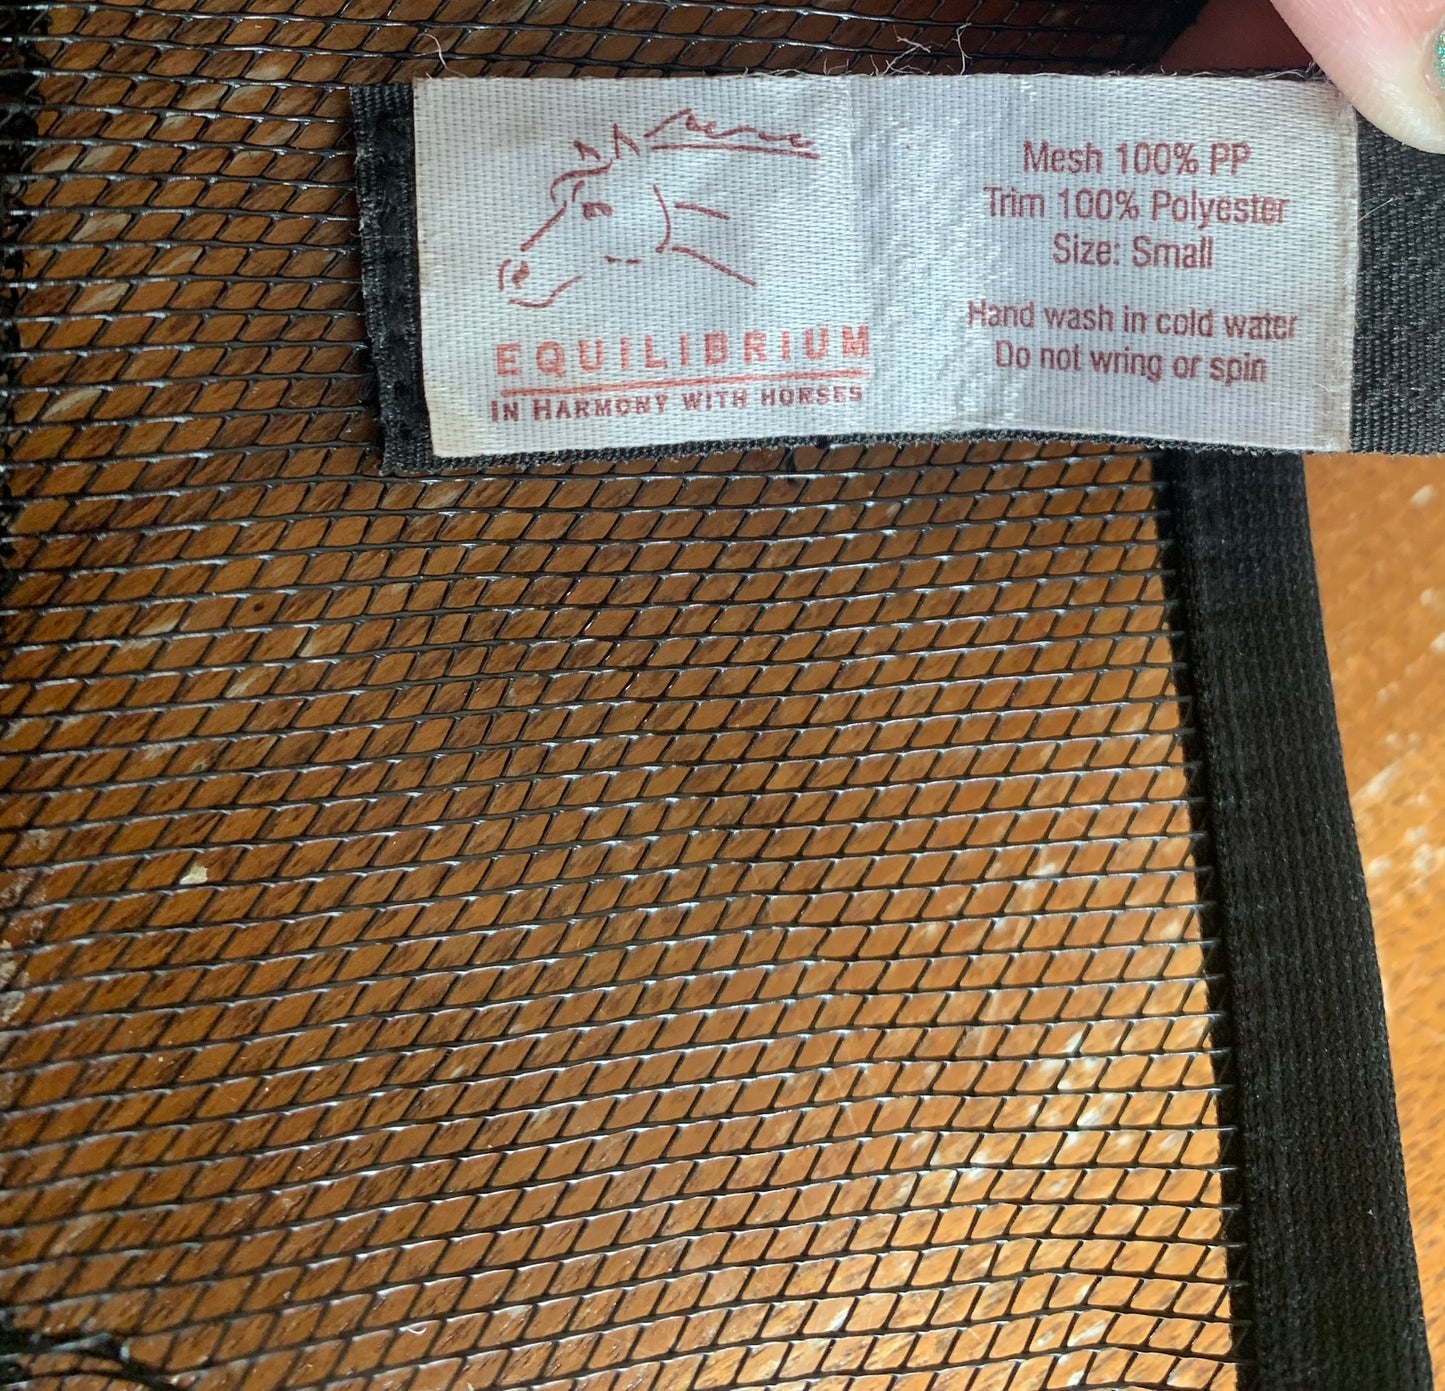 EQUILIBRIUM
IN HARMONY WITH HORSES
Mesh 100% PP
Trim 100% Polyester
Size: Small
Hand wash in cold water
Do not wring or spin